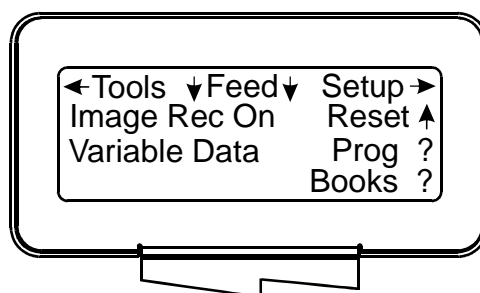 ←Tools ↓Feed↓ Setup→
Image Rec On Reset ↑
Variable Data Prog ?
Books ?